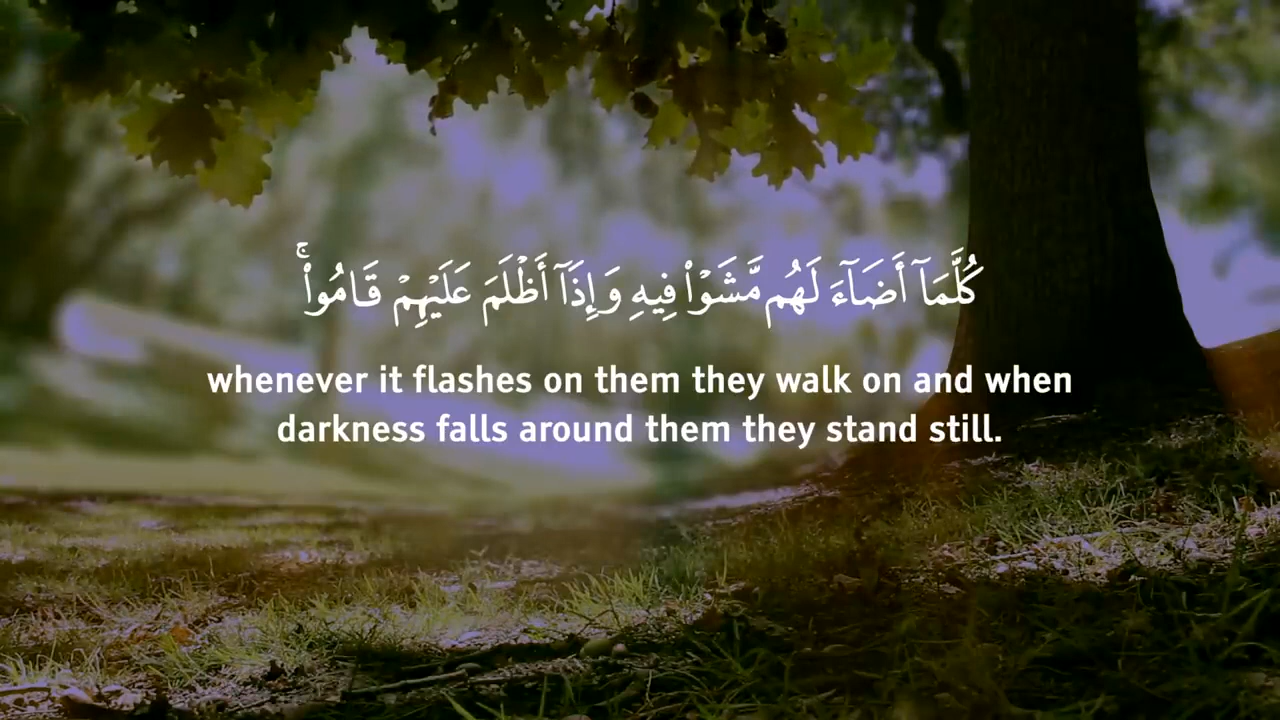 كُلَّمَآ أَضَآءَ لَهُم مَّشَوْا۟ فِيهِ وَإِذَآ أَظْلَمَ عَلَيْهِمْ قَامُوا۟ ۚ
whenever it flashes on them they walk on and when
darkness falls around them they stand still.